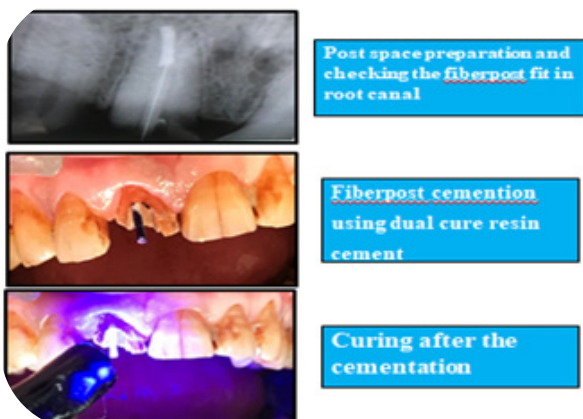 Post space preparation and
checking the fiberpost fit in
root canal
Fiberpost cemention
using dual cure resin
cement
Curing after the
cementation